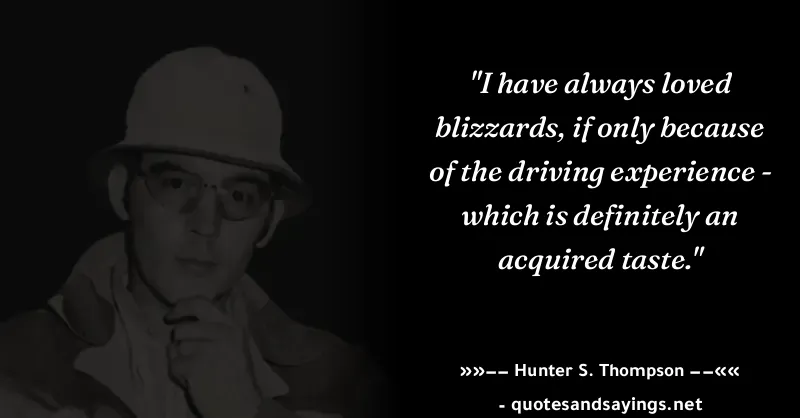 "I have always loved
blizzards, if only because
of the driving experience -
which is definitely an
acquired taste."
»»–– Hunter S. Thompson ––««
- quotesandsayings.net